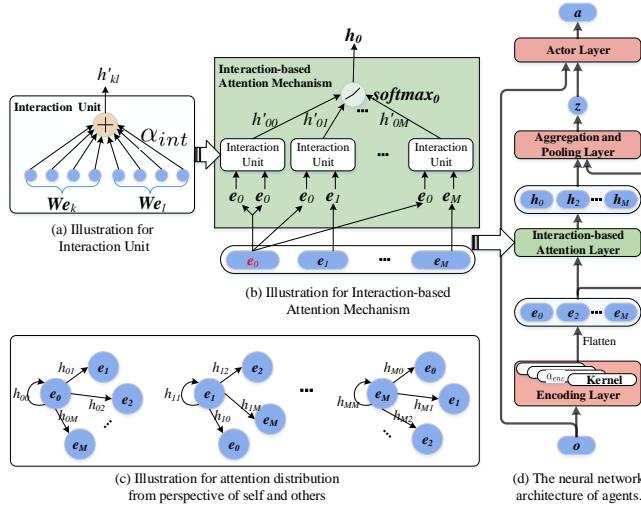 h'kl
Interaction Unit
+
αint
Wek
Wel
(a) Illustration for
Interaction Unit
h0
Interaction-based
Attention Mechanism
softmax0
h'00
h'01
...
h'0M
Interaction
Unit
Interaction
Unit
...
Interaction
Unit
e0 e0 e0 e1 ... e0 eM
e0 e1 ... eM
(b) Illustration for Interaction-based
Attention Mechanism
h00 h01 h02 h0M
e0 e1 e2 ... eM
h11 h12 h1M h10
e1 e2 eM ... e0
...
hMM hM0 hM1 hM2
eM e0 e1 ... e2
(c) Illustration for attention distribution
from perspective of self and others
a
Actor Layer
z
Aggregation and
Pooling Layer
h0 h2 ... hM
Interaction-based
Attention Layer
e0 e2 ... eM
Flatten
αenc
Kernel
Encoding Layer
o
(d) The neural network
architecture of agents.